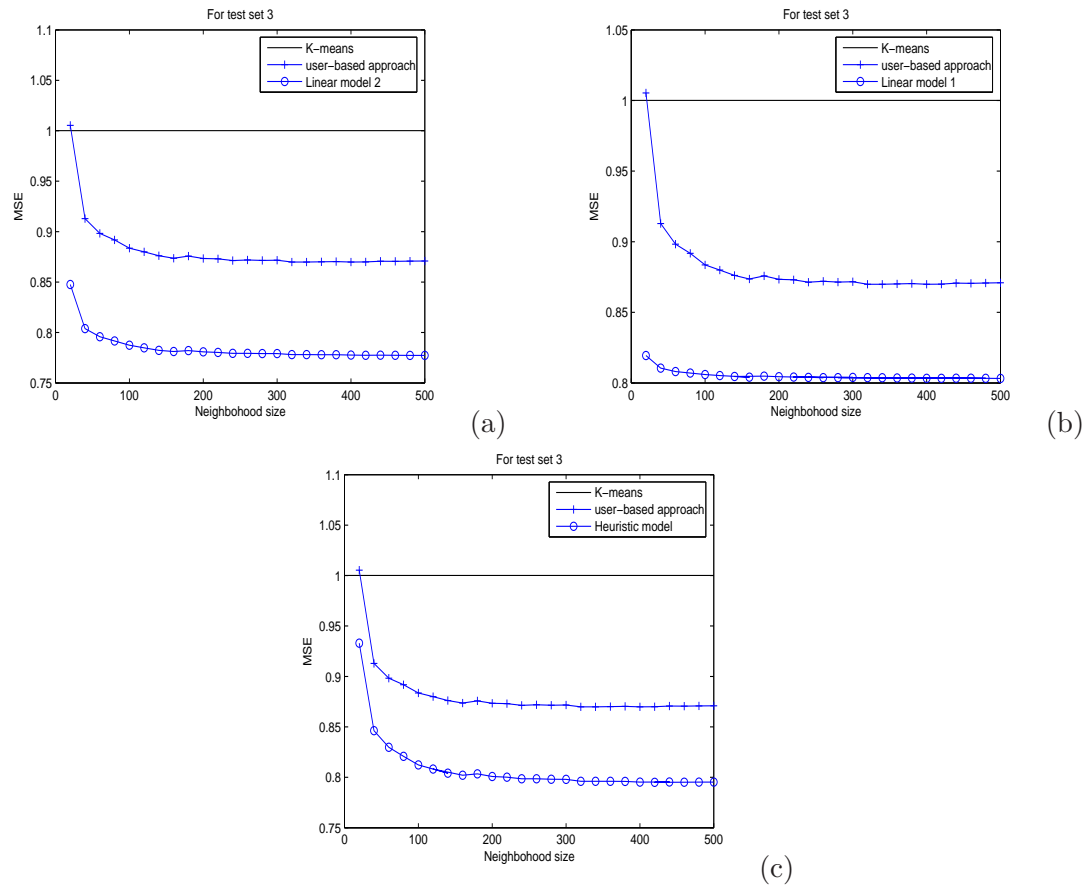 For test set 3
1.1
1.05
1
0.95
0.9
0.85
0.8
0.75
MSE
0 100 200 300 400 500
Neighbohood size
K-means
user-based approach
Linear model 2
(a)
For test set 3
1.05
1
0.95
0.9
0.85
0.8
MSE
0 100 200 300 400 500
Neighbohood size
K-means
user-based approach
Linear model 1
(b)
For test set 3
1.1
1.05
1
0.95
0.9
0.85
0.8
0.75
MSE
0 100 200 300 400 500
Neighbohood size
K-means
user-based approach
Heuristic model
(c)